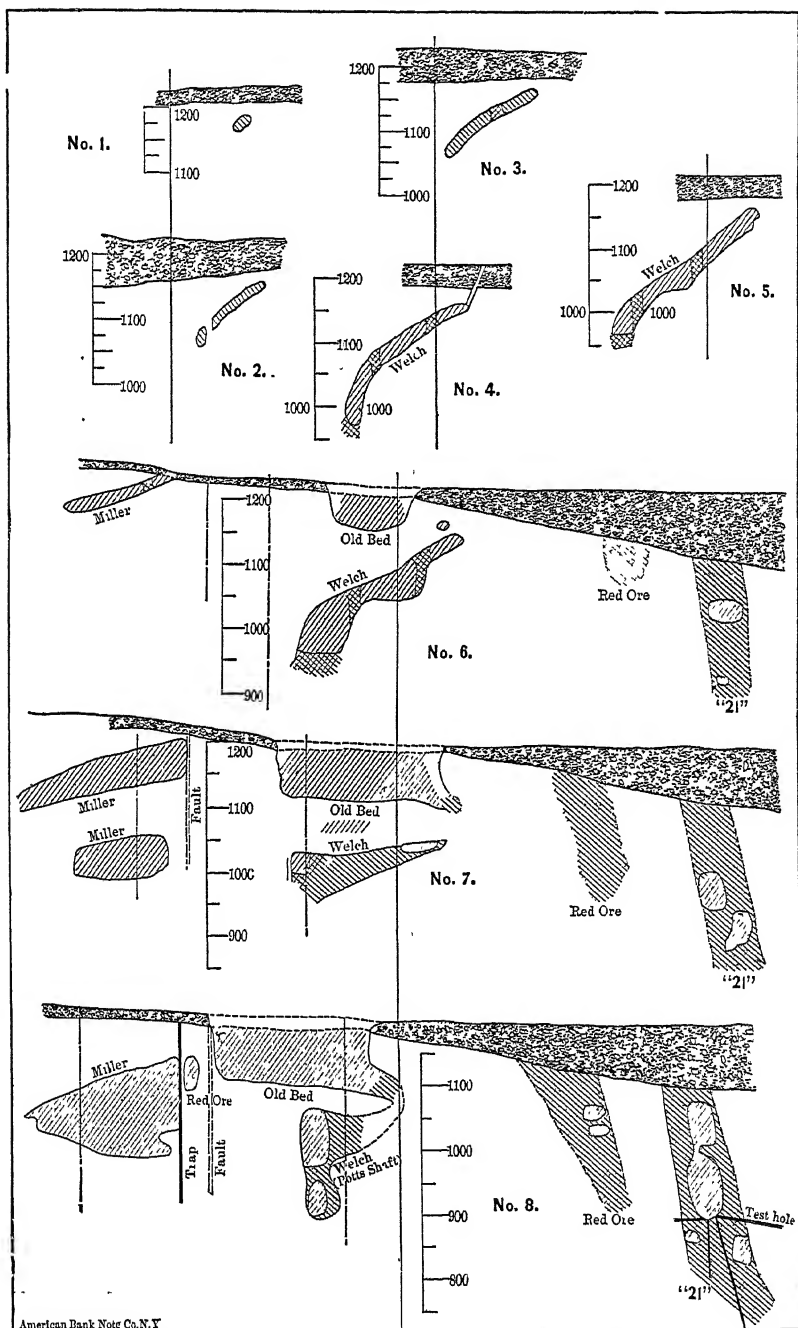 No. 1.
1200
1100
No. 3.
1200
1100
1000
No. 2..
1200
1100
1000
No. 4.
1200
1100
1000
1000
Welch
No. 5.
1200
1100
1000
1000
Welch
Miller
1200
1100
1000
900
Old Bed
Welch
No. 6.
Red Ore
"21"
Miller
Miller
Fault
1200
1100
1000
900
Old Bed
Welch
No. 7.
Red Ore
"21"
Miller
Red Ore
Trap
Fault
Old Bed
Welch
(Potts Shaft)
1100
1000
900
800
No. 8.
Red Ore
Test hole
"21"
American Bank Note Co.N.Y